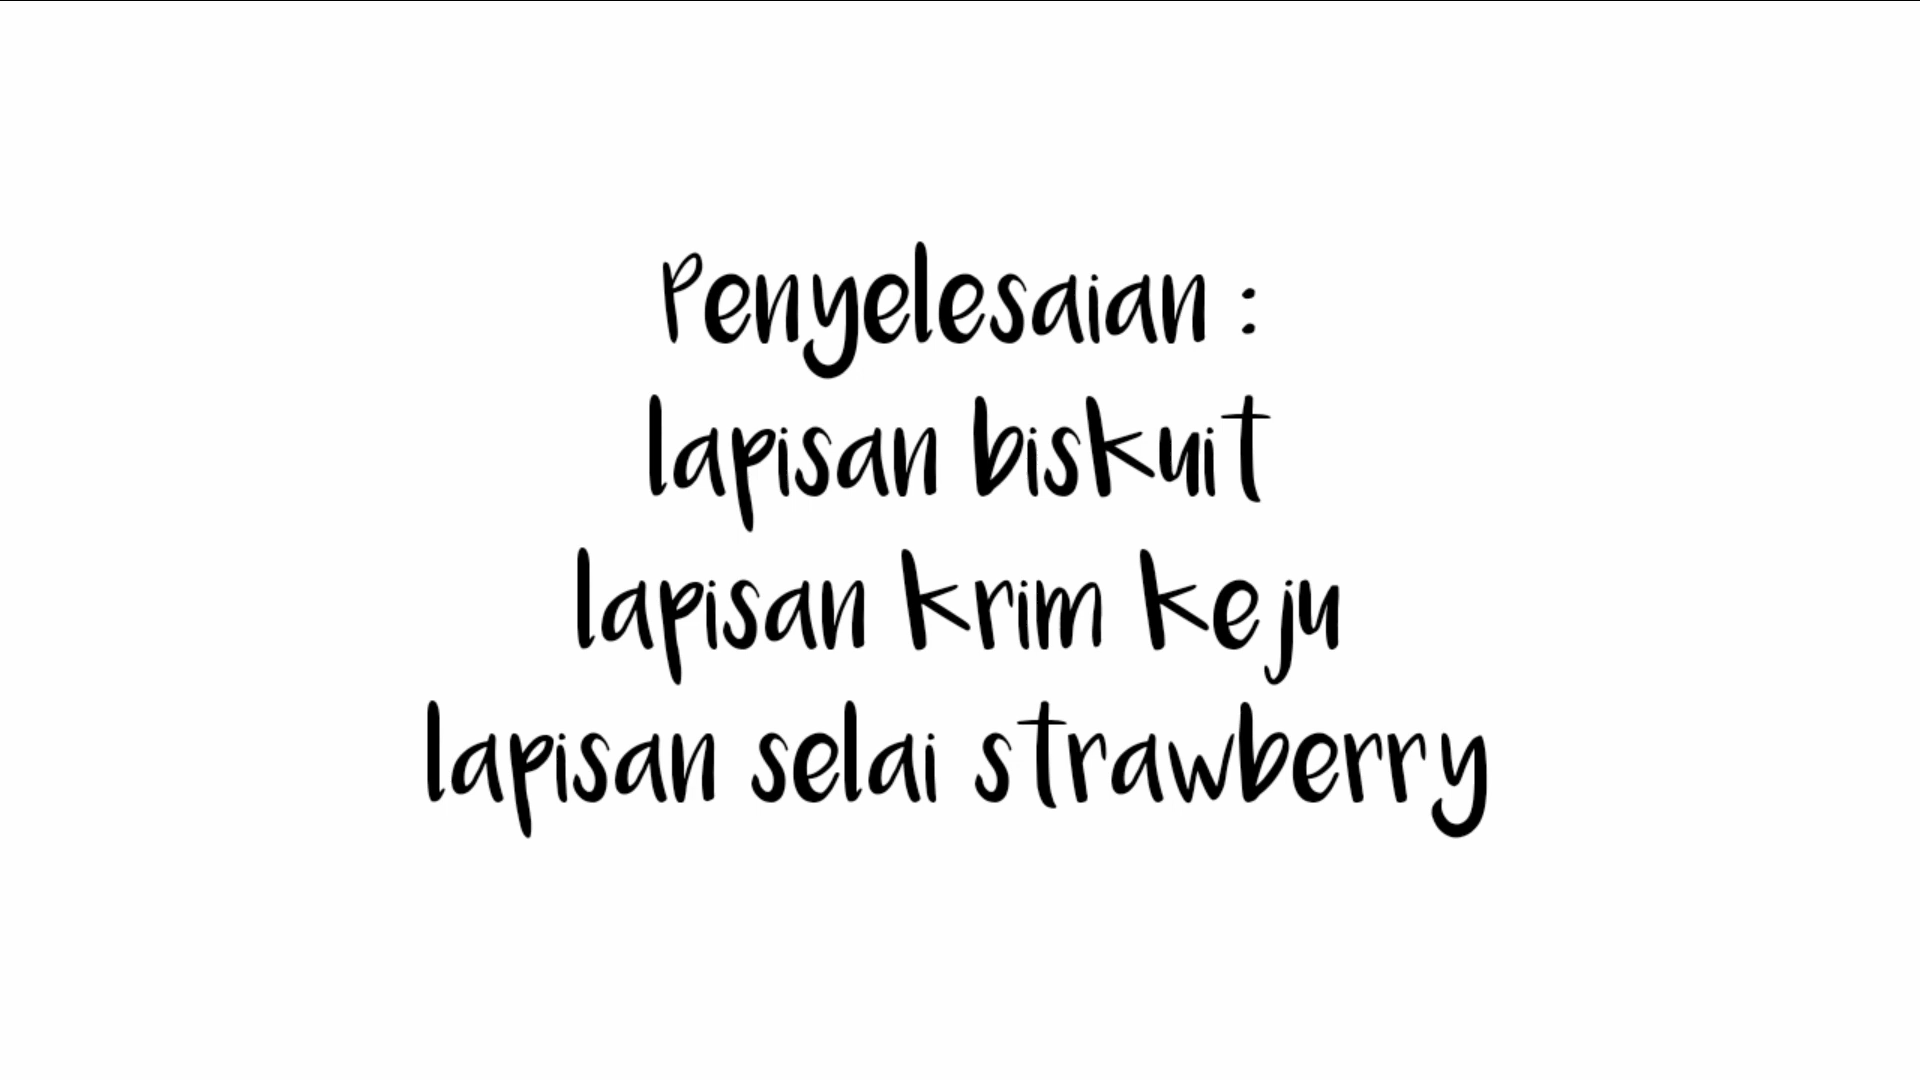 Penyelesaian :
lapisan biskuit
lapisan krim keju
lapisan selai strawberry